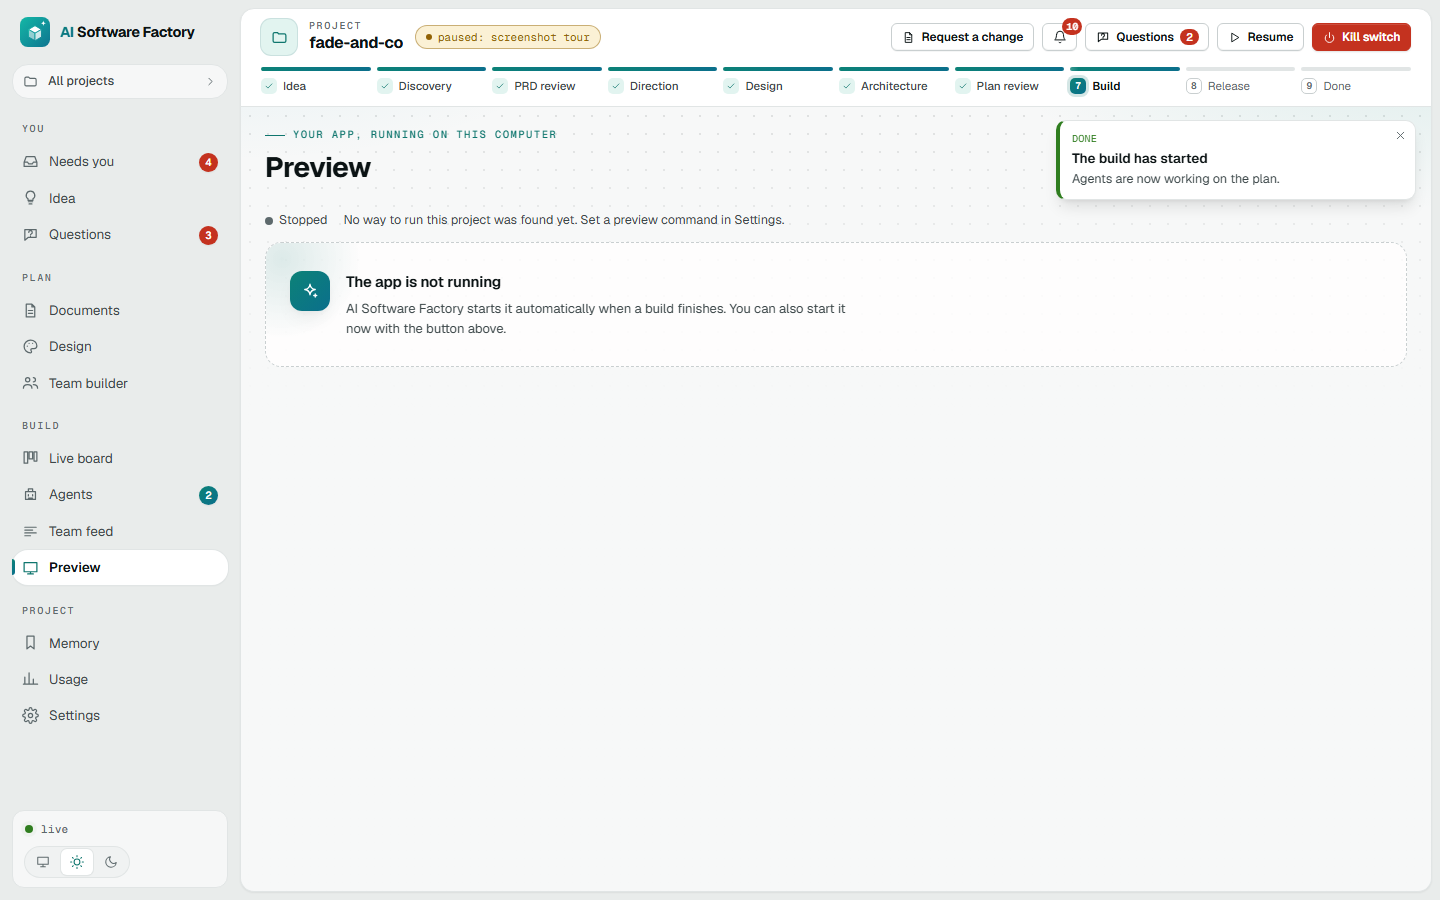 AI Software Factory
All projects
YOU
Needs you 4
Idea
Questions 3
PLAN
Documents
Design
Team builder
BUILD
Live board
Agents 2
Team feed
Preview
PROJECT
Memory
Usage
Settings
live
PROJECT
fade-and-co
paused: screenshot tour
Request a change
10
Questions 2
Resume
Kill switch
Idea
Discovery
PRD review
Direction
Design
Architecture
Plan review
7 Build
8 Release
9 Done
YOUR APP, RUNNING ON THIS COMPUTER
Preview
DONE
The build has started
Agents are now working on the plan.
Stopped No way to run this project was found yet. Set a preview command in Settings.
The app is not running
AI Software Factory starts it automatically when a build finishes. You can also start it
now with the button above.